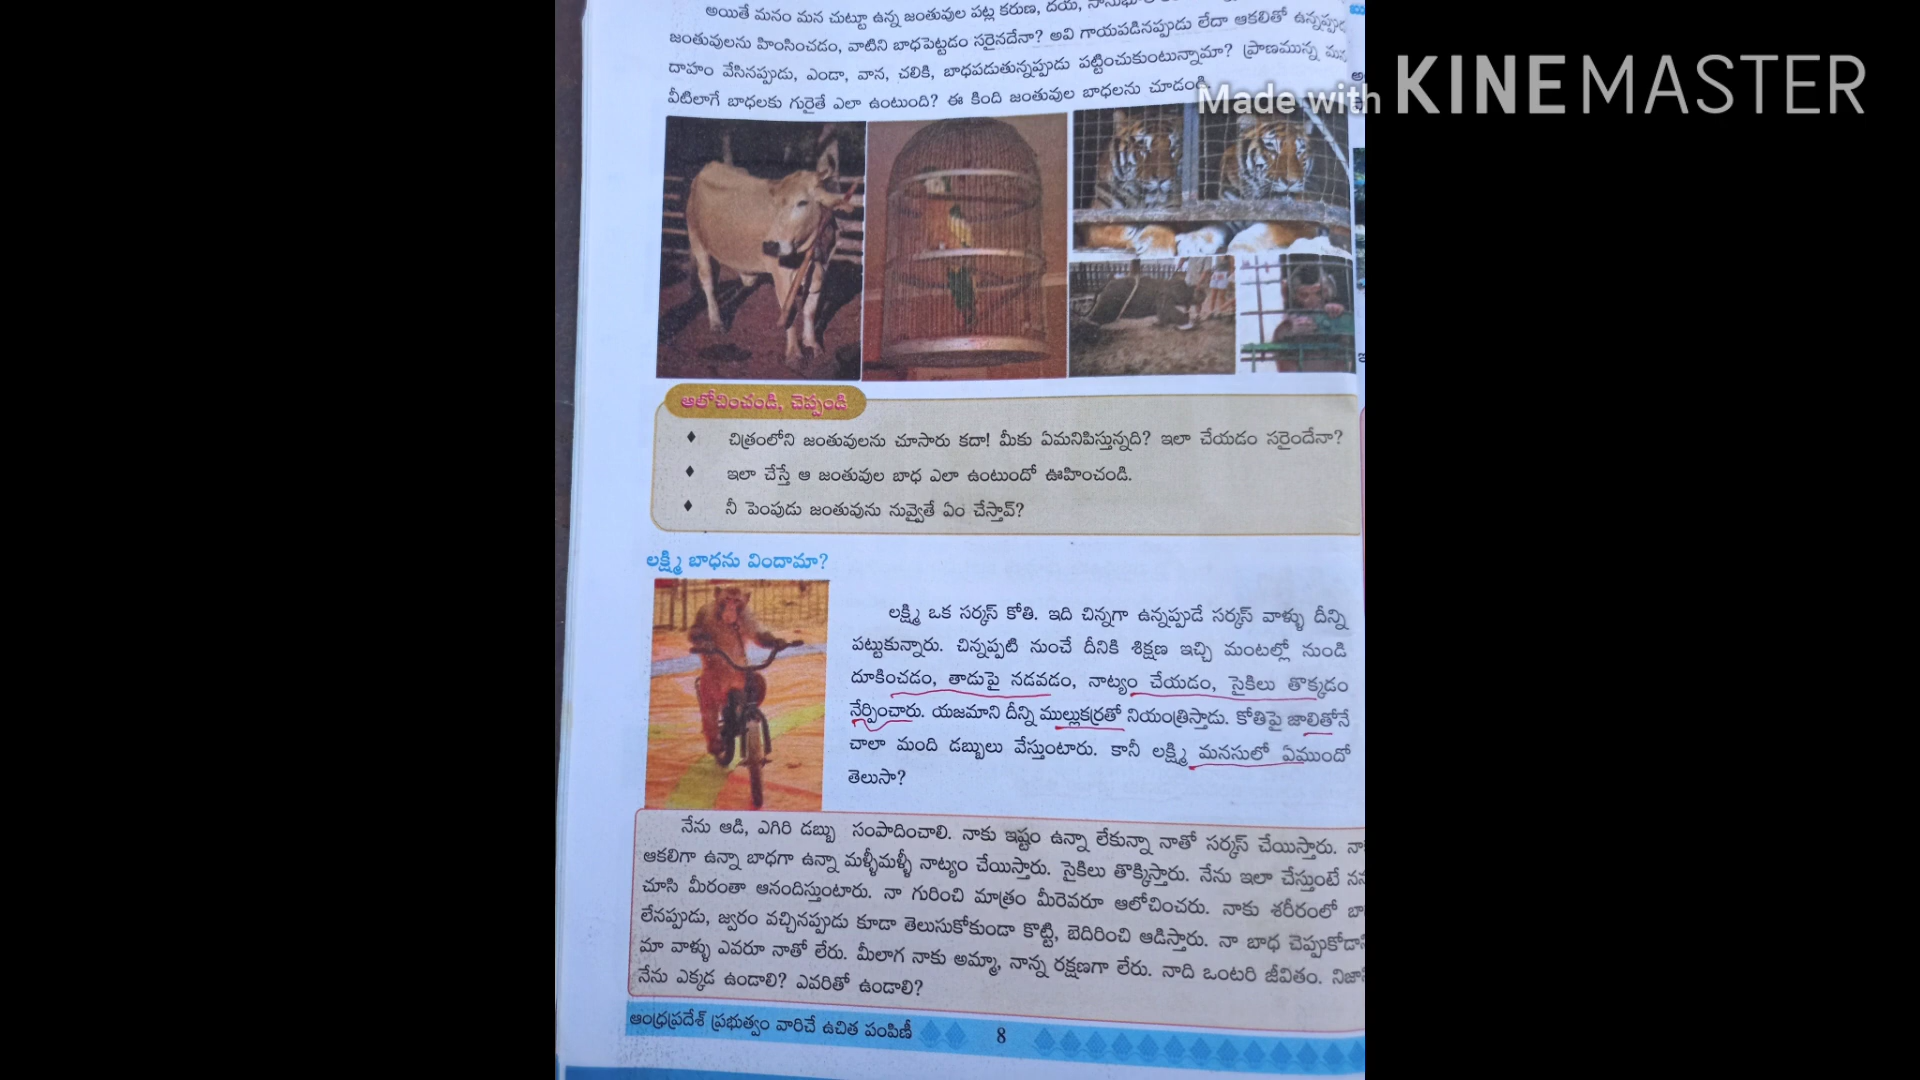 అయితే మనం మన చుట్టూ ఉన్న జంతువుల పట్ల కరుణ, దయ,
జంతువులను హింసించడం, వాటిని బాధపెట్టడం సరైనదేనా? అవి గాయపడినప్పుడు లేదా ఆకలితో ఉన్నప్పుడు
దాహం వేసినప్పుడు, ఎండా, వాన, చలికి, బాధపడుతున్నప్పుడు పట్టించుకుంటున్నామా? ప్రాణమున్న
వీటిలాగే బాధలకు గురైతే ఎలా ఉంటుంది? ఈ కింది జంతువుల బాధలను చూడండి.
Made with KINEMASTER
ఆలోచించండి, చెప్పండి
♦ చిత్రంలోని జంతువులను చూసారు కదా! మీకు ఏమనిపిస్తున్నది? ఇలా చేయడం సరైందేనా?
♦ ఇలా చేస్తే ఆ జంతువుల బాధ ఎలా ఉంటుందో ఊహించండి.
♦ నీ పెంపుడు జంతువును నువ్వైతే ఏం చేస్తావ్?
లక్ష్మి బాధను విందామా?
లక్ష్మి ఒక సర్కస్ కోతి. ఇది చిన్నగా ఉన్నప్పుడే సర్కస్ వాళ్ళు దీన్ని
పట్టుకున్నారు. చిన్నప్పటి నుంచే దీనికి శిక్షణ ఇచ్చి మంటల్లో నుండి
దూకించడం, తాడుపై నడవడం, నాట్యం చేయడం, సైకిలు తొక్కడం
నేర్పించారు. యజమాని దీన్ని ముల్లుకర్రతో నియంత్రిస్తాడు. కోతిపై జాలితోనే
చాలా మంది డబ్బులు వేస్తుంటారు. కానీ లక్ష్మి మనసులో ఏముందో
తెలుసా?
నేను ఆడి, ఎగిరి డబ్బు సంపాదించాలి. నాకు ఇష్టం ఉన్నా లేకున్నా నాతో సర్కస్ చేయిస్తారు.
ఆకలిగా ఉన్నా బాధగా ఉన్నా మళ్ళీమళ్ళీ నాట్యం చేయిస్తారు. సైకిలు తొక్కిస్తారు. నేను ఇలా చేస్తుంటే
చూసి మీరంతా ఆనందిస్తుంటారు. నా గురించి మాత్రం మీరెవరూ ఆలోచించరు. నాకు శరీరంలో
లేనప్పుడు, జ్వరం వచ్చినప్పుడు కూడా తెలుసుకోకుండా కొట్టి, బెదిరించి ఆడిస్తారు. నా బాధ
మా వాళ్ళు ఎవరూ నాతో లేరు. మీలాగ నాకు అమ్మా, నాన్న రక్షణగా లేరు. నాది ఒంటరి జీవితం.
నేను ఎక్కడ ఉండాలి? ఎవరితో ఉండాలి?
ఆంధ్రప్రదేశ్ ప్రభుత్వం వారిచే ఉచిత పంపిణీ 8